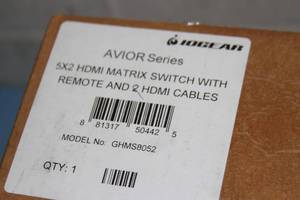 IOGEAR
AVIOR Series
5X2 HDMI MATRIX SWITCH WITH
REMOTE AND 2 HDMI CABLES
8 81317 50442 5
MODEL No: GHMS8052
QTY: 1